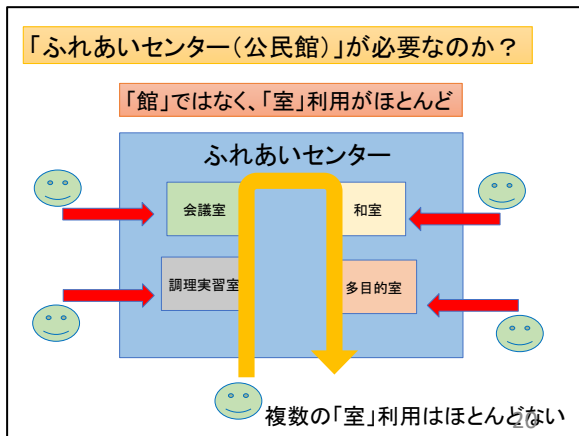 「ふれあいセンター(公民館)」が必要なのか？
「館」ではなく、「室」利用がほとんど
ふれあいセンター
会議室
和室
調理実習室
多目的室
複数の「室」利用はほとんどない
20